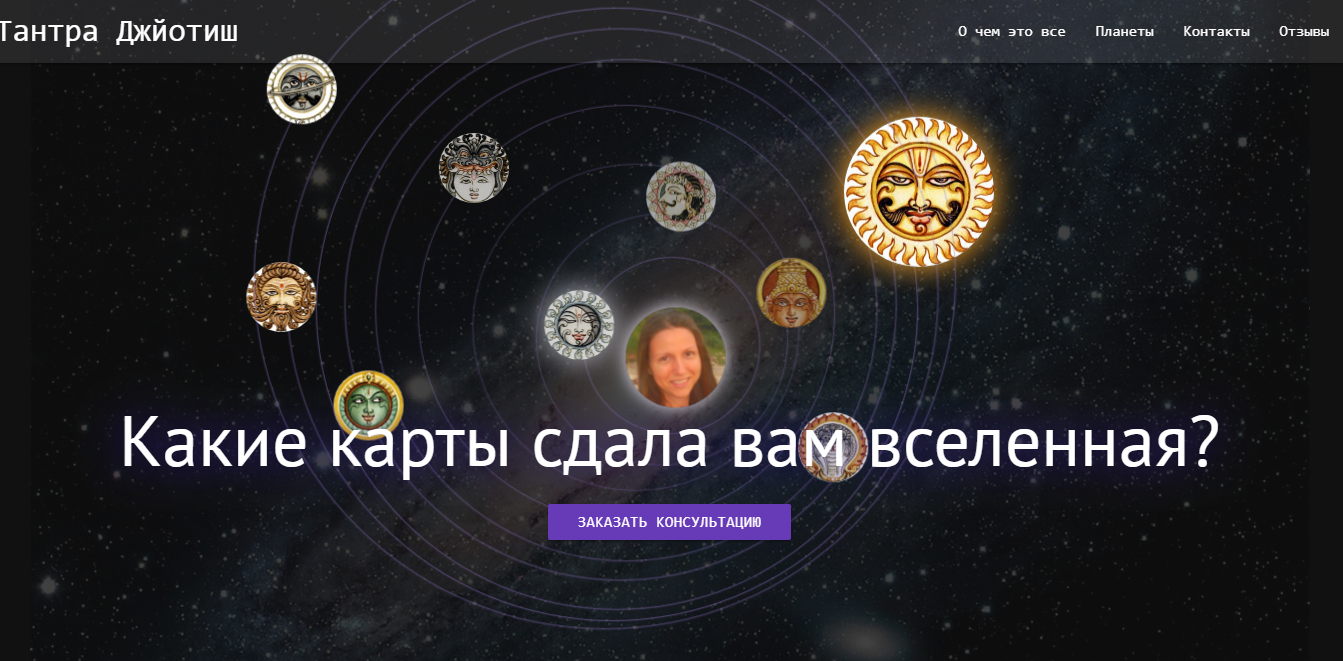 Тантра Джйотиш
О чем это все
Планеты
Контакты
Отзывы
Какие карты сдала вам вселенная?
ЗАКАЗАТЬ КОНСУЛЬТАЦИЮ